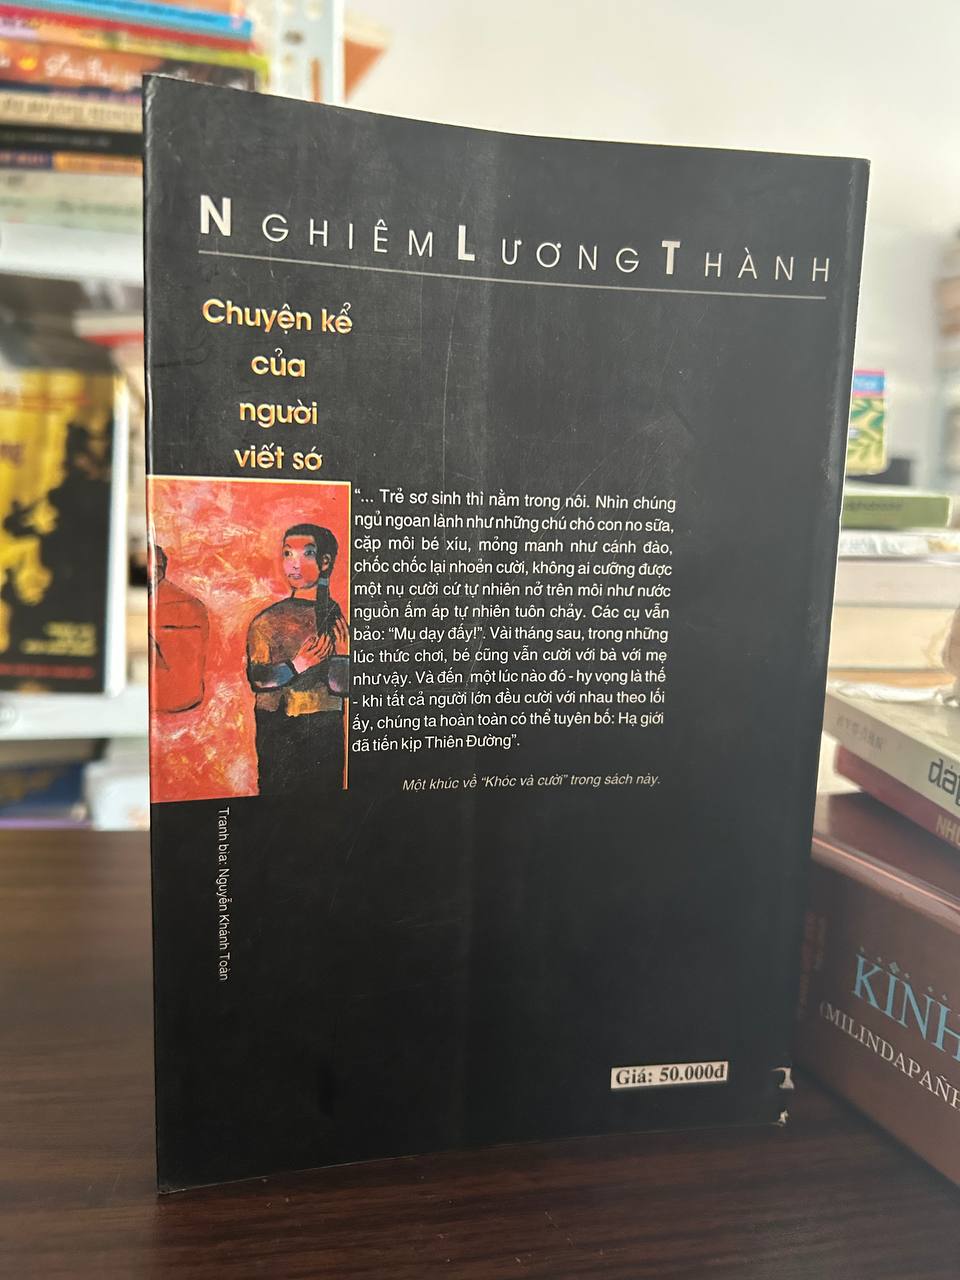 NGHIÊM LƯƠNG THÀNH
Chuyện kể
của
người
viết sớ
“... Trẻ sơ sinh thì nằm trong nôi. Nhìn chúng
ngủ ngoan lành như những chú chó con no sữa,
cặp môi bé xíu, mỏng manh như cánh đào,
chốc chốc lại nhoẻn cười, không ai cưỡng được
một nụ cười cứ tự nhiên nở trên môi như nước
nguồn ấm áp tự nhiên tuôn chảy. Các cụ vẫn
bảo: “Mụ dạy đấy!”. Vài tháng sau, trong những
lúc thức chơi, bé cũng vẫn cười với bà với mẹ
như vậy. Và đến một lúc nào đó - hy vọng là thế
- khi tất cả người lớn đều cười với nhau theo lối
ấy, chúng ta hoàn toàn có thể tuyên bố: Hạ giới
đã tiến kịp Thiên Đường”.
Một khúc về “Khóc và cười” trong sách này.
Tranh bìa: Nguyễn Khánh Toàn
Giá: 50.000đ
KINH
(MILINDAPAÑH